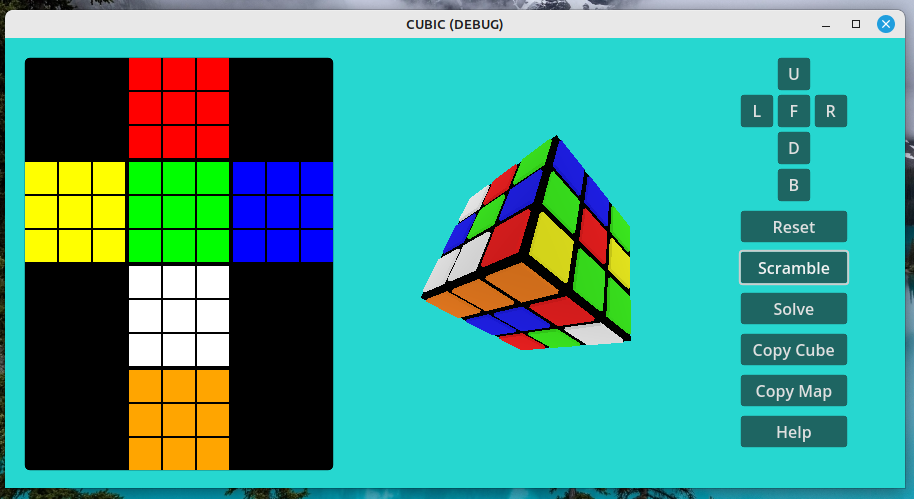 CUBIC (DEBUG)
U
L F R
D
B
Reset
Scramble
Solve
Copy Cube
Copy Map
Help